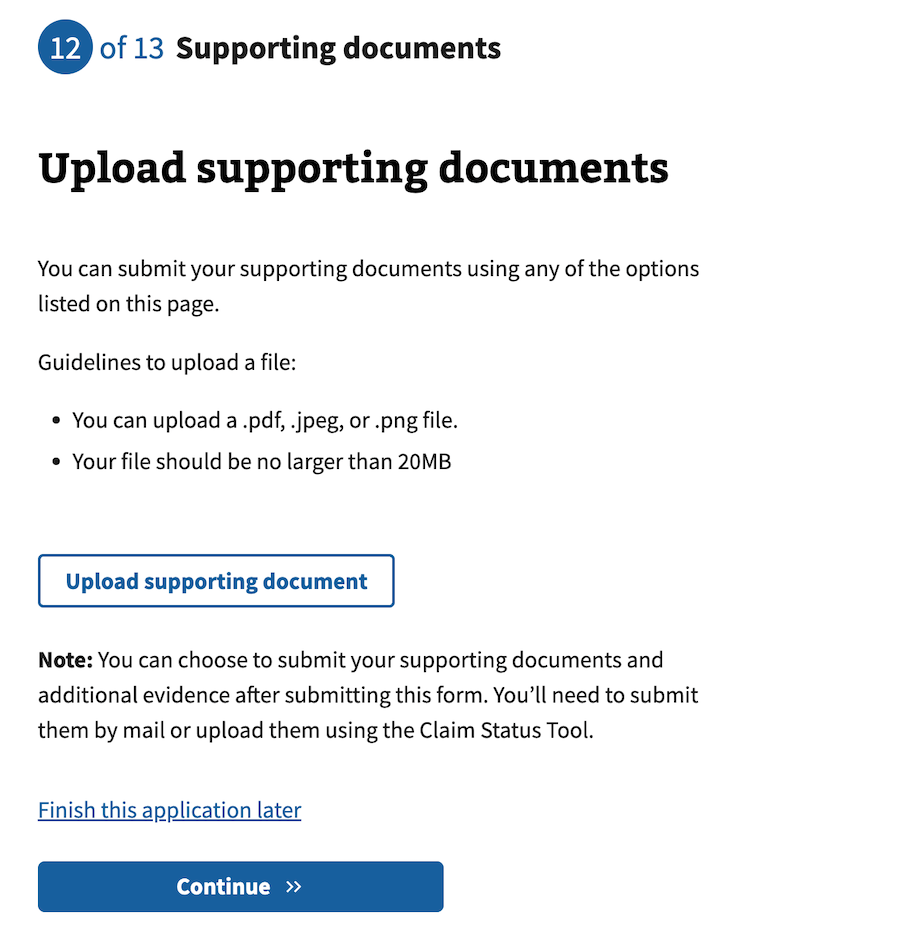 12 of 13 Supporting documents
Upload supporting documents
You can submit your supporting documents using any of the options
listed on this page.
Guidelines to upload a file:
• You can upload a .pdf, .jpeg, or .png file.
• Your file should be no larger than 20MB
Upload supporting document
Note: You can choose to submit your supporting documents and
additional evidence after submitting this form. You’ll need to submit
them by mail or upload them using the Claim Status Tool.
Finish this application later
Continue »